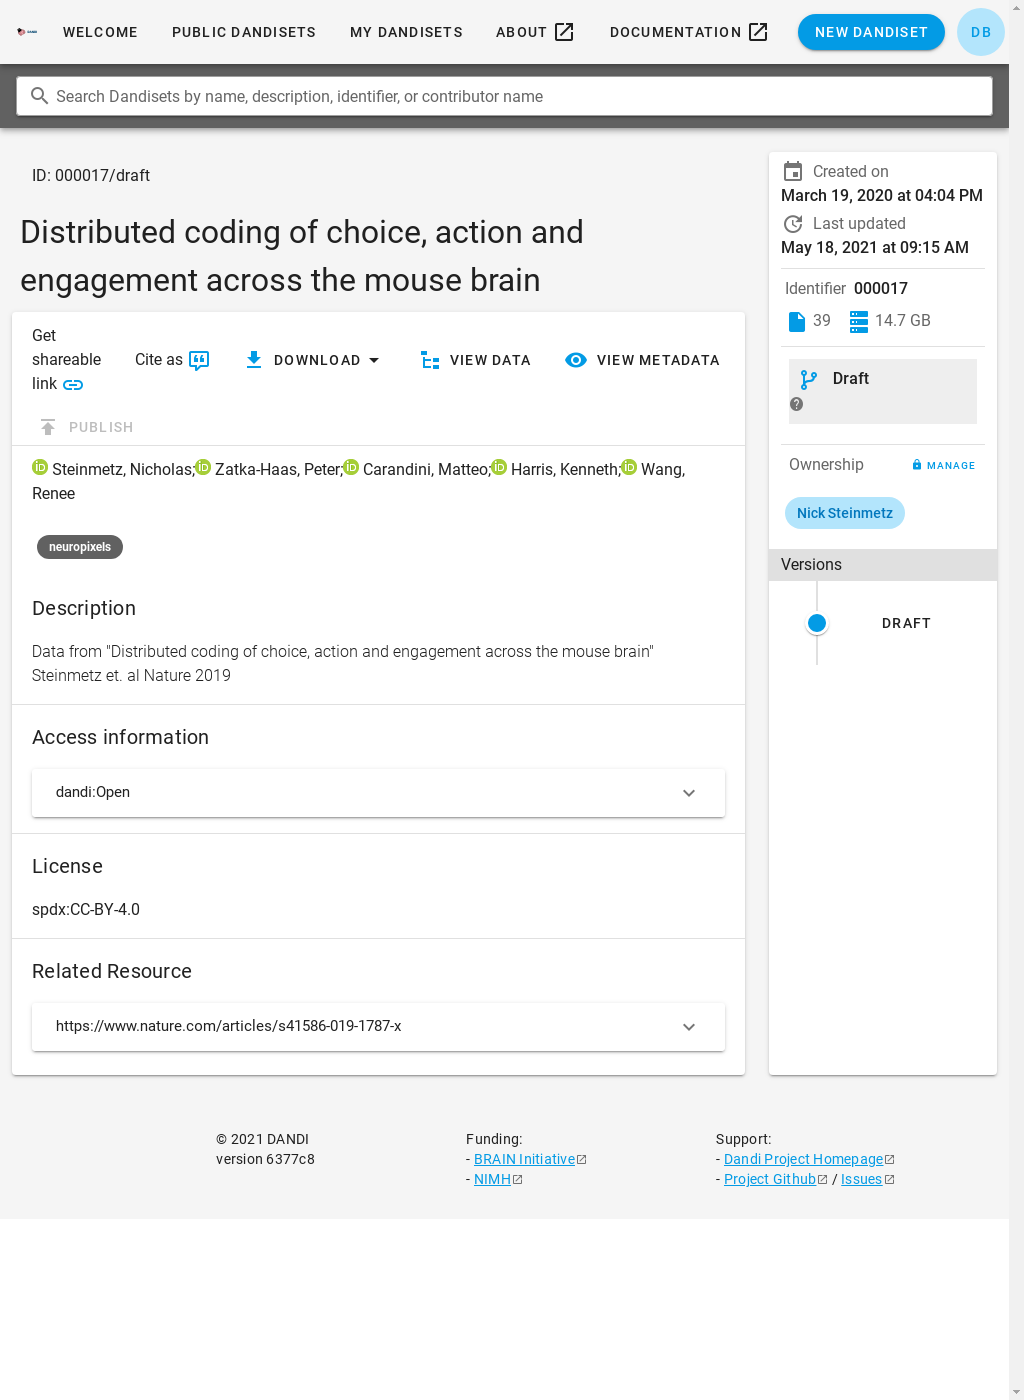 WELCOME PUBLIC DANDISETS MY DANDISETS ABOUT DOCUMENTATION NEW DANDISET DB
Search Dandisets by name, description, identifier, or contributor name
ID: 000017/draft
Distributed coding of choice, action and
engagement across the mouse brain
Get
shareable
link
Cite as
DOWNLOAD
VIEW DATA
VIEW METADATA
PUBLISH
Steinmetz, Nicholas; Zatka-Haas, Peter; Carandini, Matteo; Harris, Kenneth; Wang,
Renee
neuropixels
Description
Data from "Distributed coding of choice, action and engagement across the mouse brain"
Steinmetz et. al Nature 2019
Access information
dandi:Open
License
spdx:CC-BY-4.0
Related Resource
https://www.nature.com/articles/s41586-019-1787-x
Created on
March 19, 2020 at 04:04 PM
Last updated
May 18, 2021 at 09:15 AM
Identifier 000017
39 14.7 GB
Draft
Ownership MANAGE
Nick Steinmetz
Versions
DRAFT
© 2021 DANDI
version 6377c8
Funding:
- BRAIN Initiative
- NIMH
Support:
- Dandi Project Homepage
- Project Github / Issues